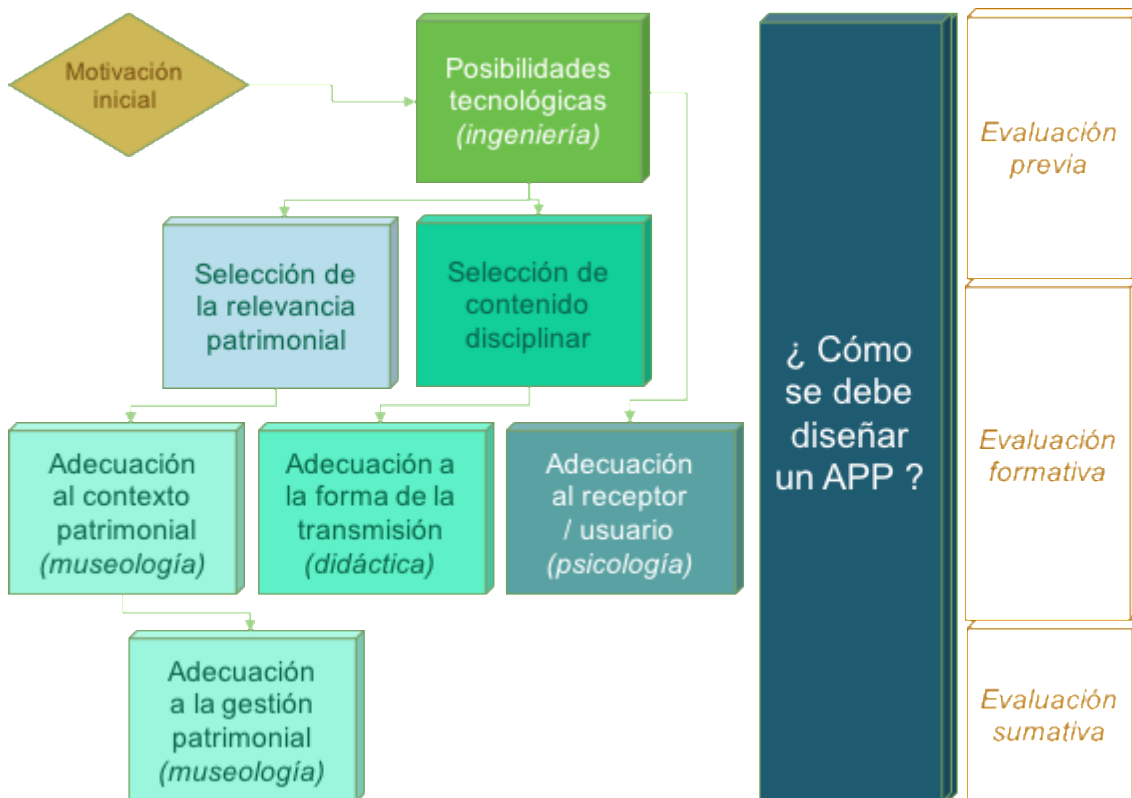 Motivación
inicial
Posibilidades
tecnológicas
(ingeniería)
Selección de
la relevancia
patrimonial
Selección de
contenido
disciplinar
Adecuación
al contexto
patrimonial
(museología)
Adecuación a
la forma de la
transmisión
(didáctica)
Adecuación
al receptor
/ usuario
(psicología)
Adecuación
a la gestión
patrimonial
(museología)
¿ Cómo
se debe
diseñar
un APP ?
Evaluación
previa
Evaluación
formativa
Evaluación
sumativa